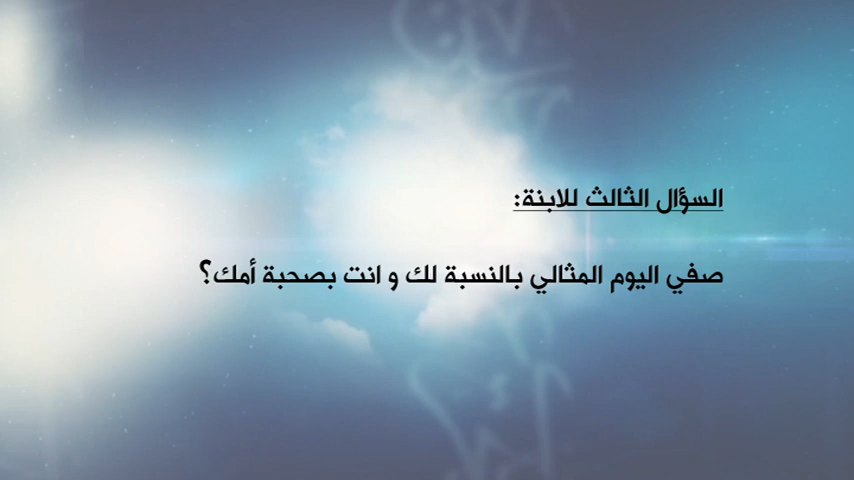 السؤال الثالث للابنة:
صفي اليوم المثالي بالنسبة لك و انت بصحبة أمك؟